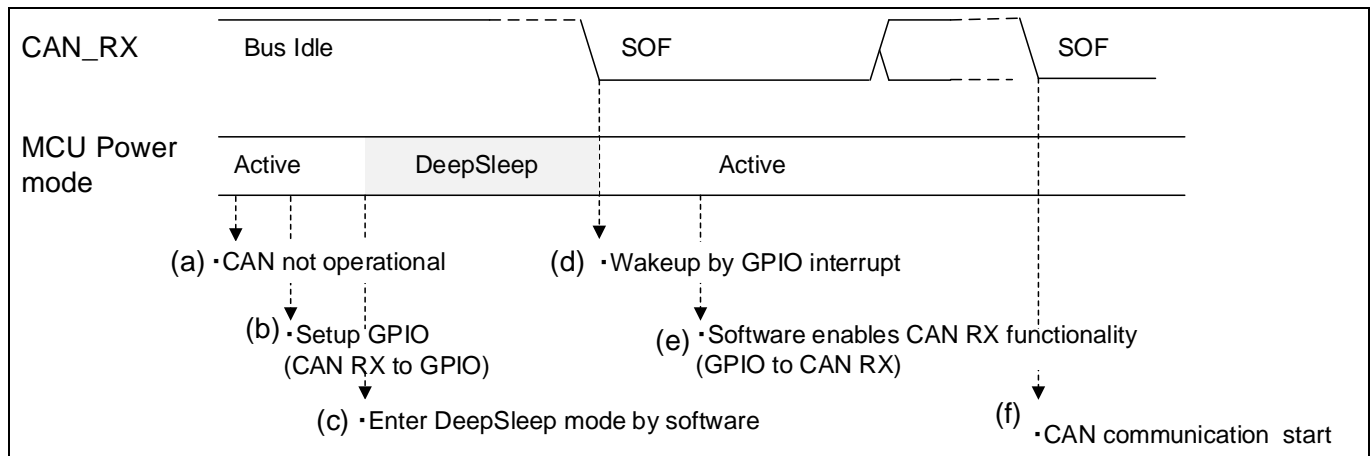 CAN_RX
Bus Idle
SOF
SOF
MCU Power
mode
Active
DeepSleep
Active
(a) ・CAN not operational
(d) ・Wakeup by GPIO interrupt
(b) ・Setup GPIO
(CAN RX to GPIO)
(e) ・Software enables CAN RX functionality
(GPIO to CAN RX)
(c) ・Enter DeepSleep mode by software
(f) ・CAN communication start